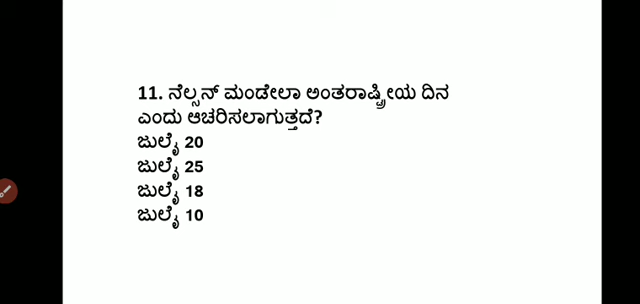 11. ನೆಲ್ಸನ್ ಮಂಡೇಲಾ ಅಂತರಾಷ್ಟ್ರೀಯ ದಿನ
ಎಂದು ಆಚರಿಸಲಾಗುತ್ತದೆ?
ಜುಲೈ 20
ಜುಲೈ 25
ಜುಲೈ 18
ಜುಲೈ 10